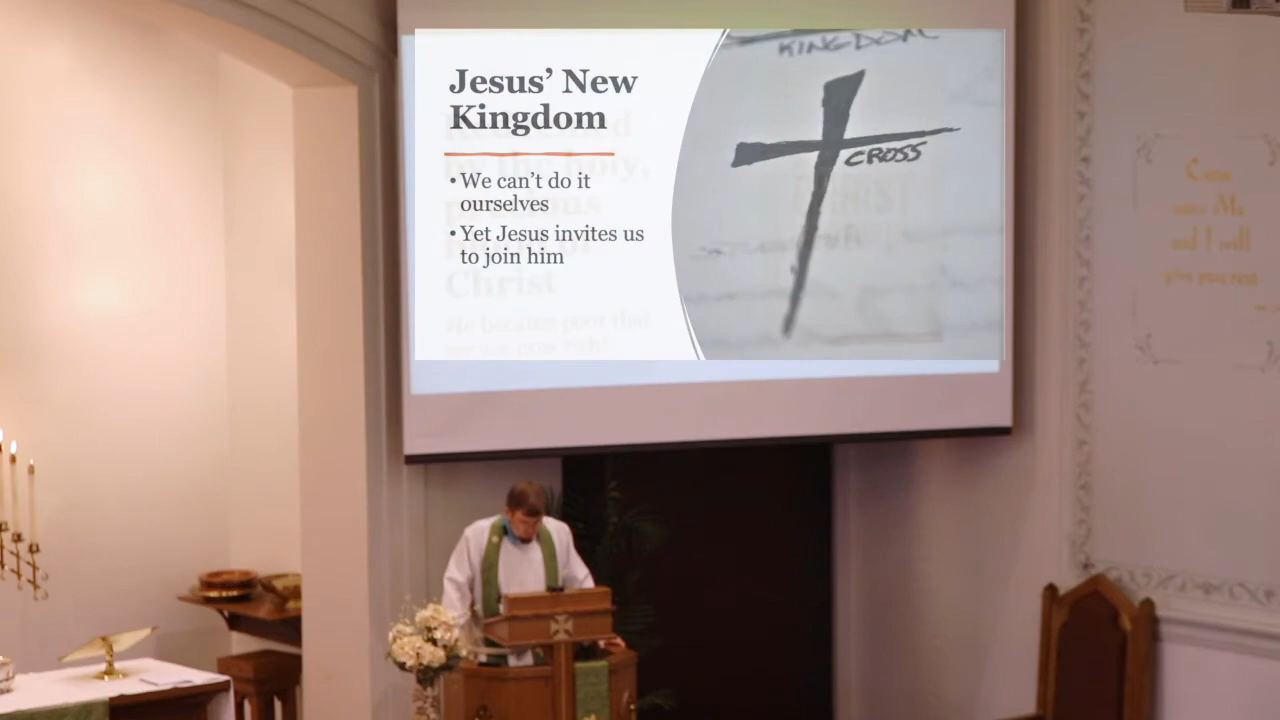 Jesus’ New
Kingdom
• We can’t do it
ourselves
• Yet Jesus invites us
to join him
KINGDOM
CROSS
Come
unto Me
and I will
give you rest